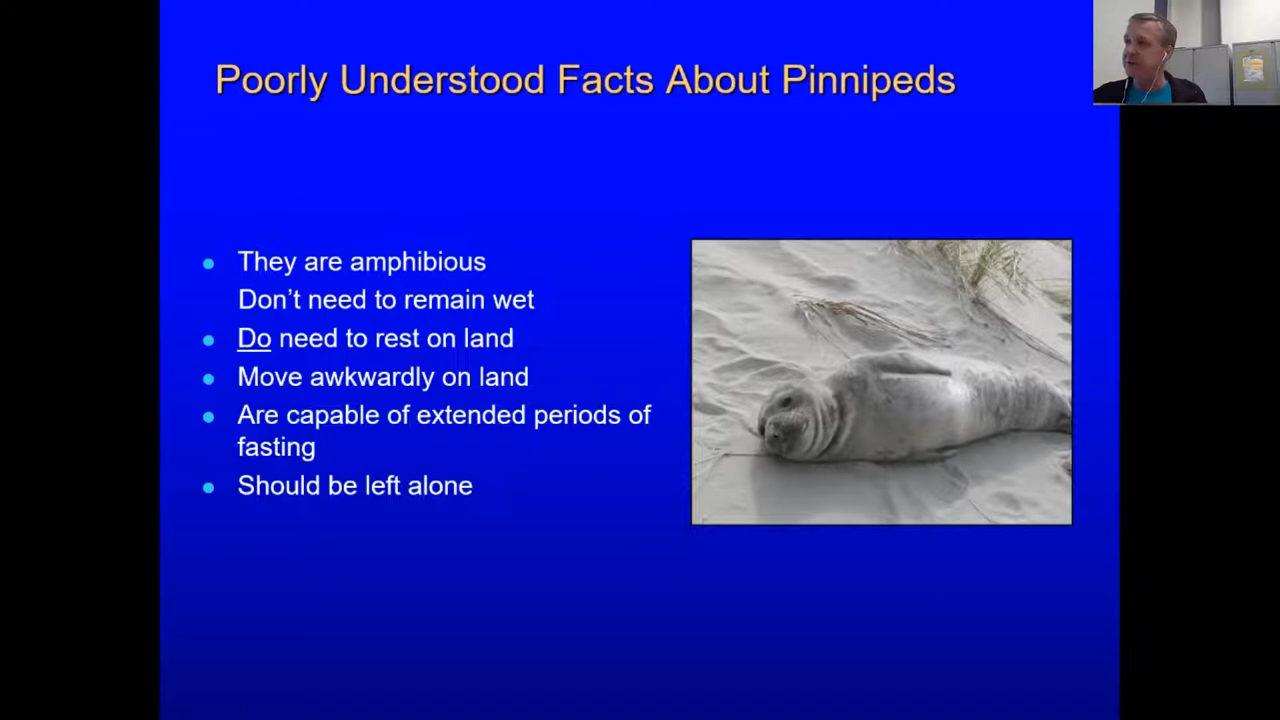 Poorly Understood Facts About Pinnipeds
They are amphibious
Don't need to remain wet
Do need to rest on land
Move awkwardly on land
Are capable of extended periods of
fasting
Should be left alone